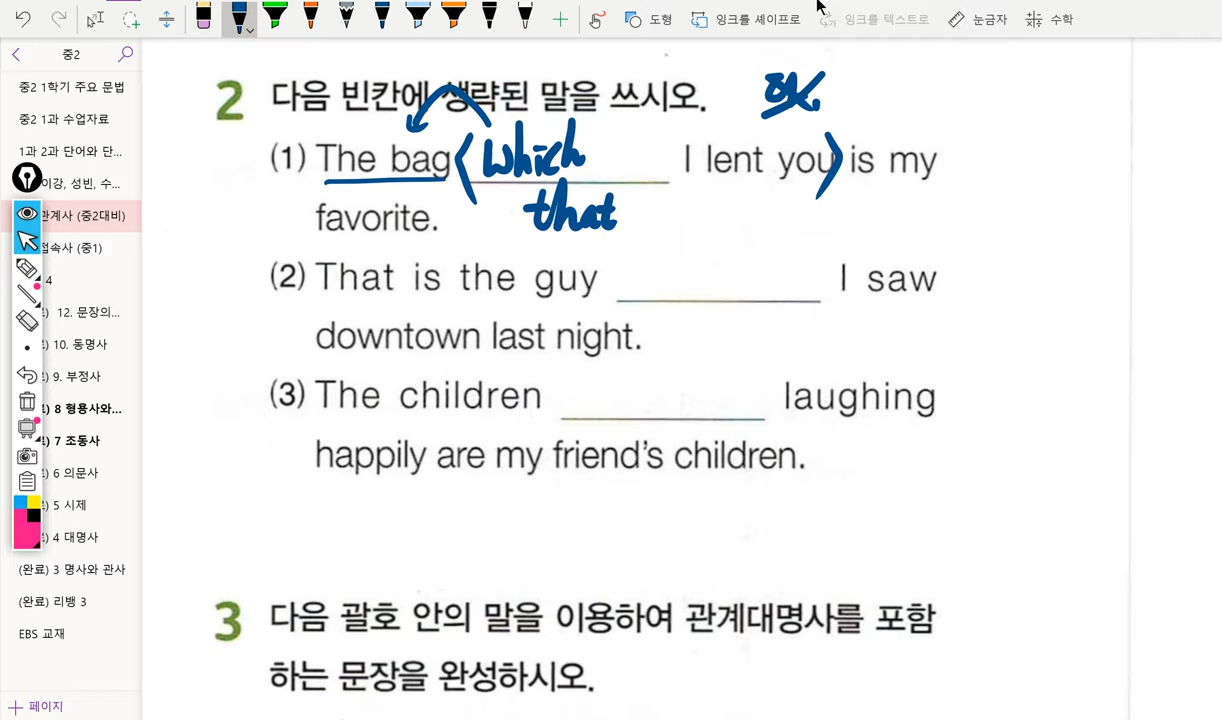 도형
잉크를 셰이프로
잉크를 텍스트로
눈금자
수학
중2
중2 1학기 주요 문법
중2 1과 수업자료
1과 2과 단어와 단...
이강, 성빈, 수...
관계사 (중2대비)
접속사 (중1)
4
) 12. 문장의...
) 10. 동명사
) 9. 부정사
) 8 형용사와...
) 7 조동사
) 6 의문사
) 5 시제
) 4 대명사
(완료) 3 명사와 관사
(완료) 리뱅 3
EBS 교재
페이지
2 다음 빈칸에 생략된 말을 쓰시오.
(1) The bag < which I lent you > is my
that
favorite.
(2) That is the guy ____________ I saw
downtown last night.
(3) The children ____________ laughing
happily are my friend's children.
3 다음 괄호 안의 말을 이용하여 관계대명사를 포함
하는 문장을 완성하시오.